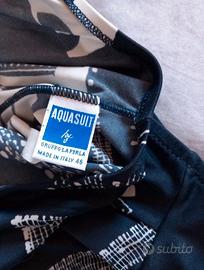 AQUASUIT
by
GRUPPO LA PERLA
MADE IN ITALY 46
subito